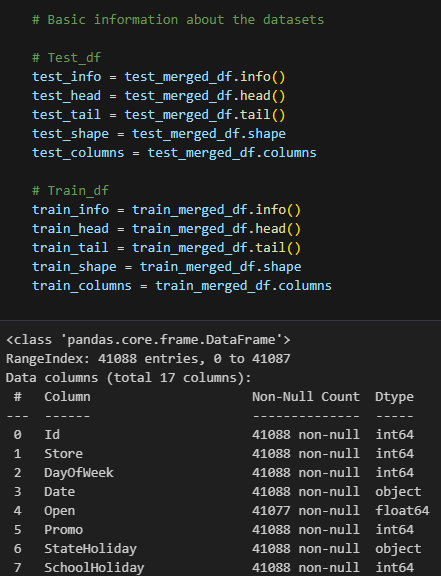 # Basic information about the datasets
# Test_df
test_info = test_merged_df.info()
test_head = test_merged_df.head()
test_tail = test_merged_df.tail()
test_shape = test_merged_df.shape
test_columns = test_merged_df.columns
# Train_df
train_info = train_merged_df.info()
train_head = train_merged_df.head()
train_tail = train_merged_df.tail()
train_shape = train_merged_df.shape
train_columns = train_merged_df.columns
<class 'pandas.core.frame.DataFrame'>
RangeIndex: 41088 entries, 0 to 41087
Data columns (total 17 columns):
 #   Column                    Non-Null Count  Dtype
---  ------                    --------------  -----
 0   Id                        41088 non-null  int64
 1   Store                     41088 non-null  int64
 2   DayOfWeek                 41088 non-null  int64
 3   Date                      41088 non-null  object
 4   Open                      41077 non-null  float64
 5   Promo                     41088 non-null  int64
 6   StateHoliday              41088 non-null  object
 7   SchoolHoliday             41088 non-null  int64